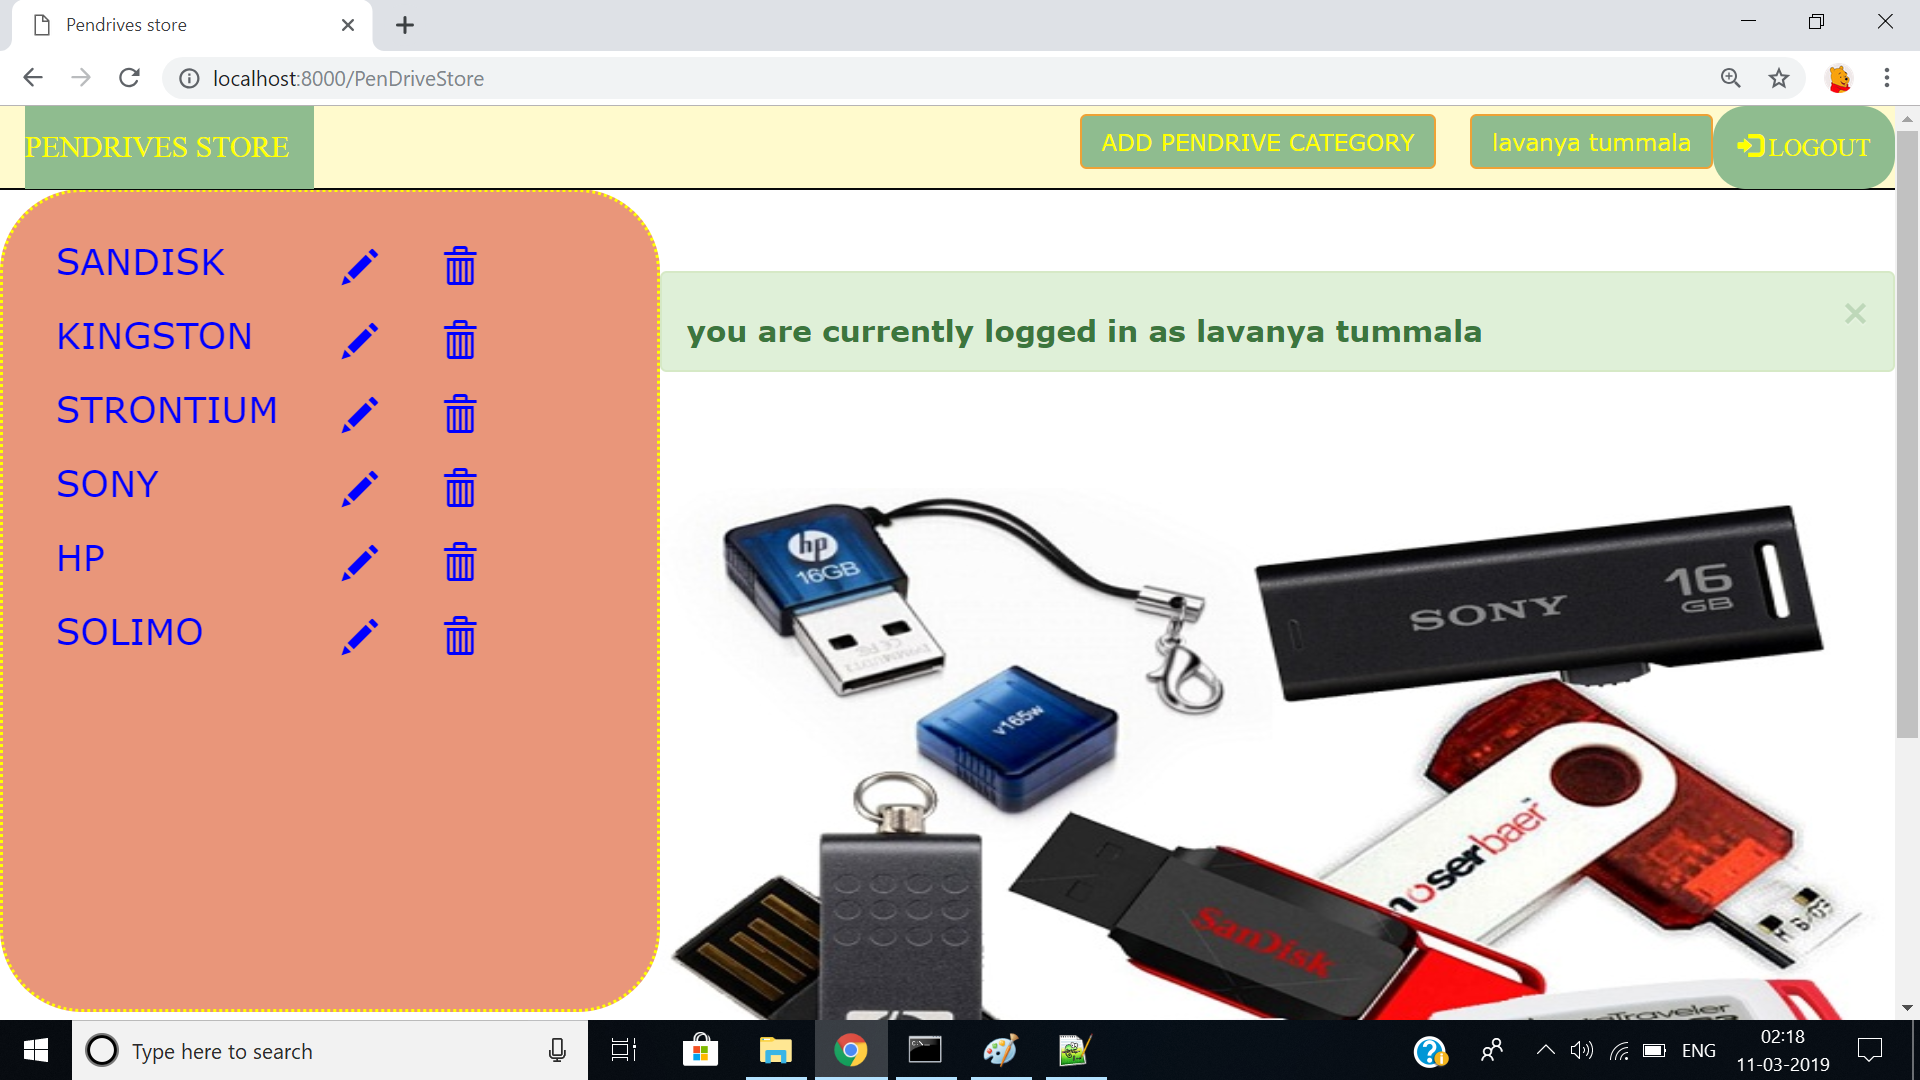 Pendrives store
localhost:8000/PenDriveStore
PENDRIVES STORE
ADD PENDRIVE CATEGORY
lavanya tummala
LOGOUT
SANDISK
KINGSTON
STRONTIUM
SONY
HP
SOLIMO
you are currently logged in as lavanya tummala
×
hp
16GB
v165w
SONY
16
GB
moserbaer
SanDisk
Type here to search
ENG
02:18
11-03-2019